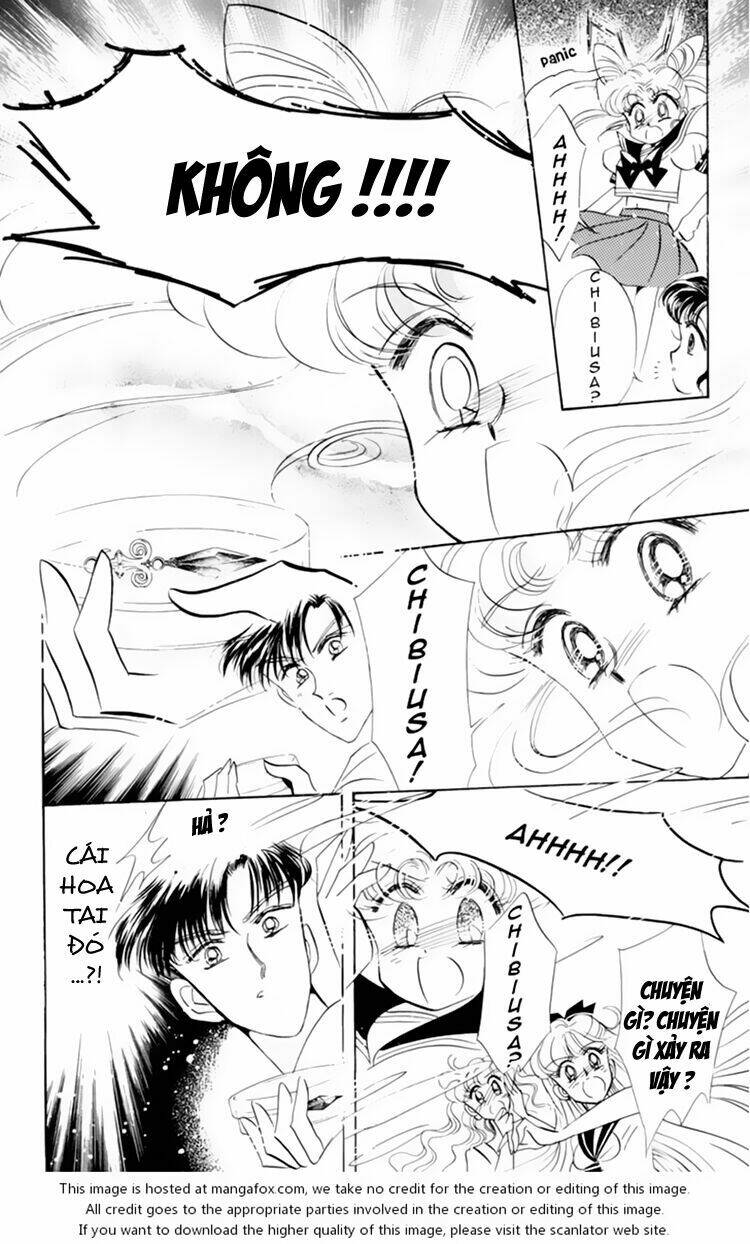 Panic
AHHHH!
CHIBIUSA?
KHÔNG !!!!
CHIBIUSA!
AHHHH!!
CHIBIUSA?
CHUYỆN
GÌ? CHUYỆN
GÌ XẢY RA
VẬY ?
HẢ ?
CÁI
HOA
TAI
ĐÓ
...?!
This image is hosted at mangafox.com, we take no credit for the creation or editing of this image.
All credit goes to the appropriate parties involved in the creation or editing of this image.
If you want to download the higher quality of this image, please visit the scanlator web site.